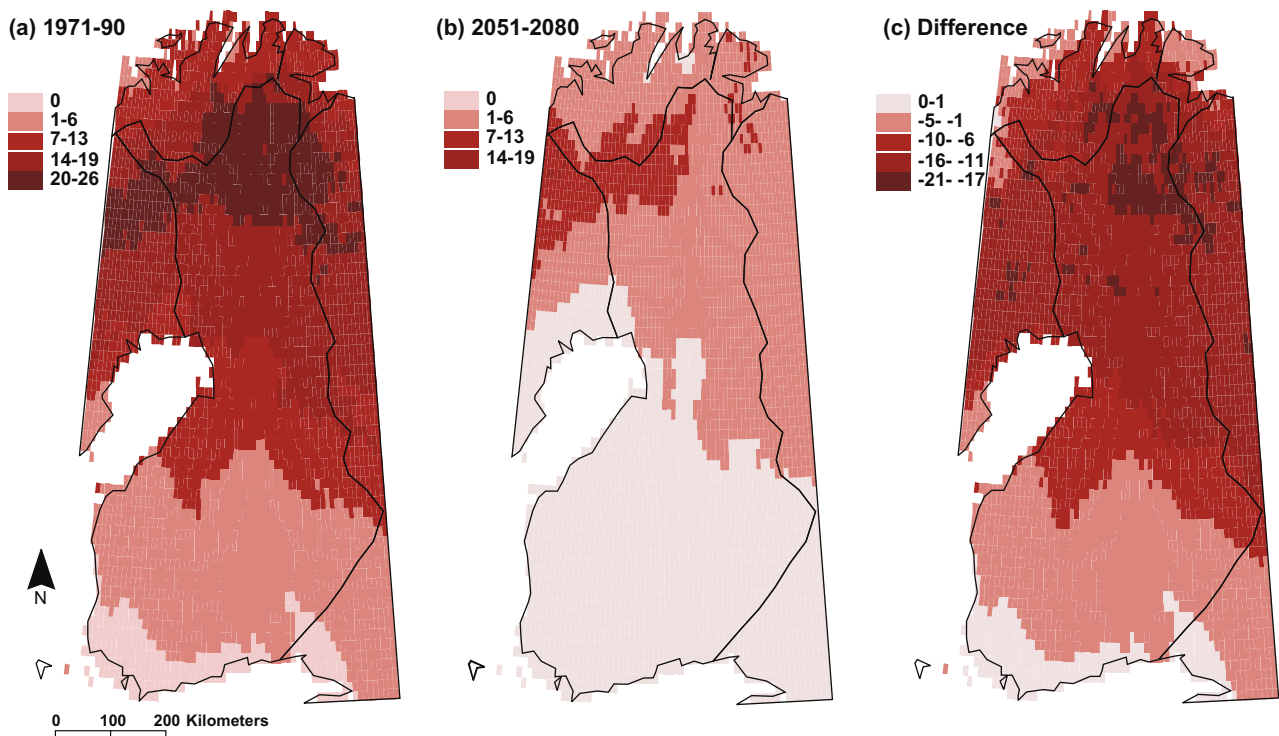 (a) 1971-90
0
1-6
7-13
14-19
20-26
(b) 2051-2080
0
1-6
7-13
14-19
(c) Difference
0-1
-5- -1
-10- -6
-16- -11
-21- -17
N
0 100 200 Kilometers